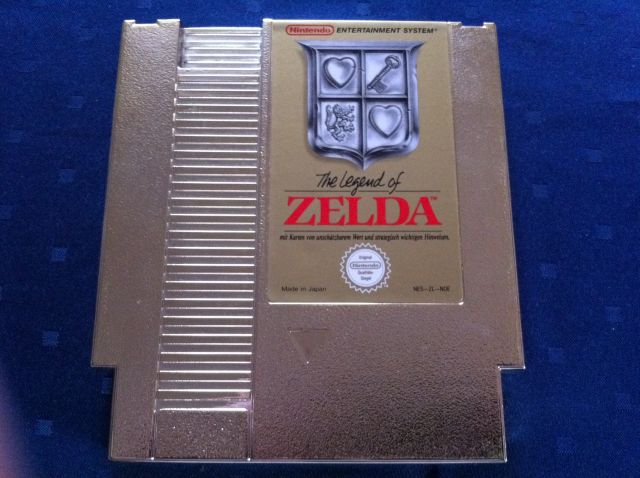 Nintendo ENTERTAINMENT SYSTEM®
The Legend of
ZELDA™
mit Karten von unschätzbarem Wert und strategisch wichtigen Hinweisen.
Original
Nintendo
Qualitäts-
Siegel
Made in Japan NES-ZL-NOE